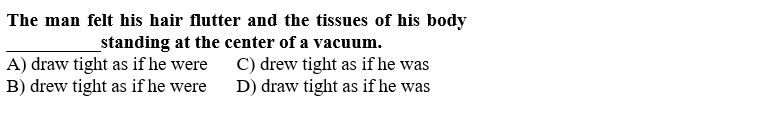 The man felt his hair flutter and the tissues of his body
__________standing at the center of a vacuum.
A) draw tight as if he were C) drew tight as if he was
B) drew tight as if he were D) draw tight as if he was